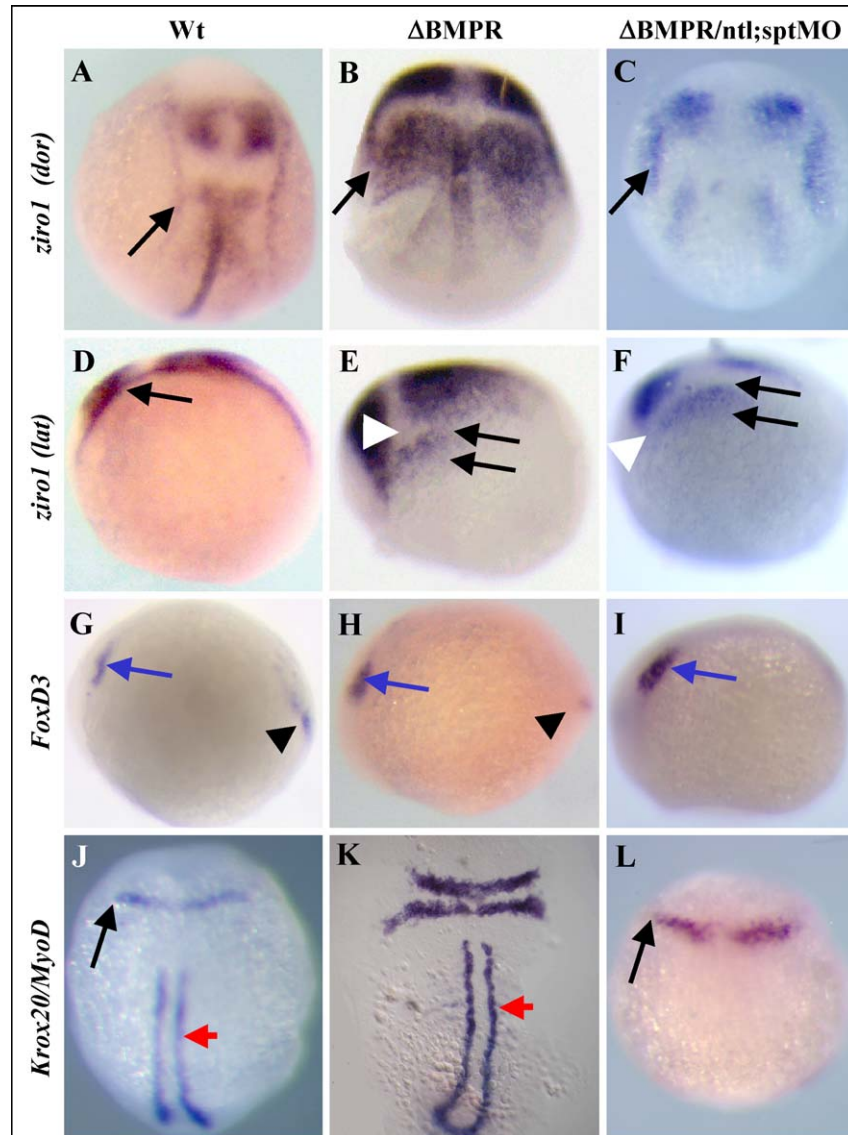 Wt ΔBMPR ΔBMPR/ntl;sptMO
ziro1 (dor)
A B C
ziro1 (lat)
D E F
FoxD3
G H I
Krox20/MyoD
J K L